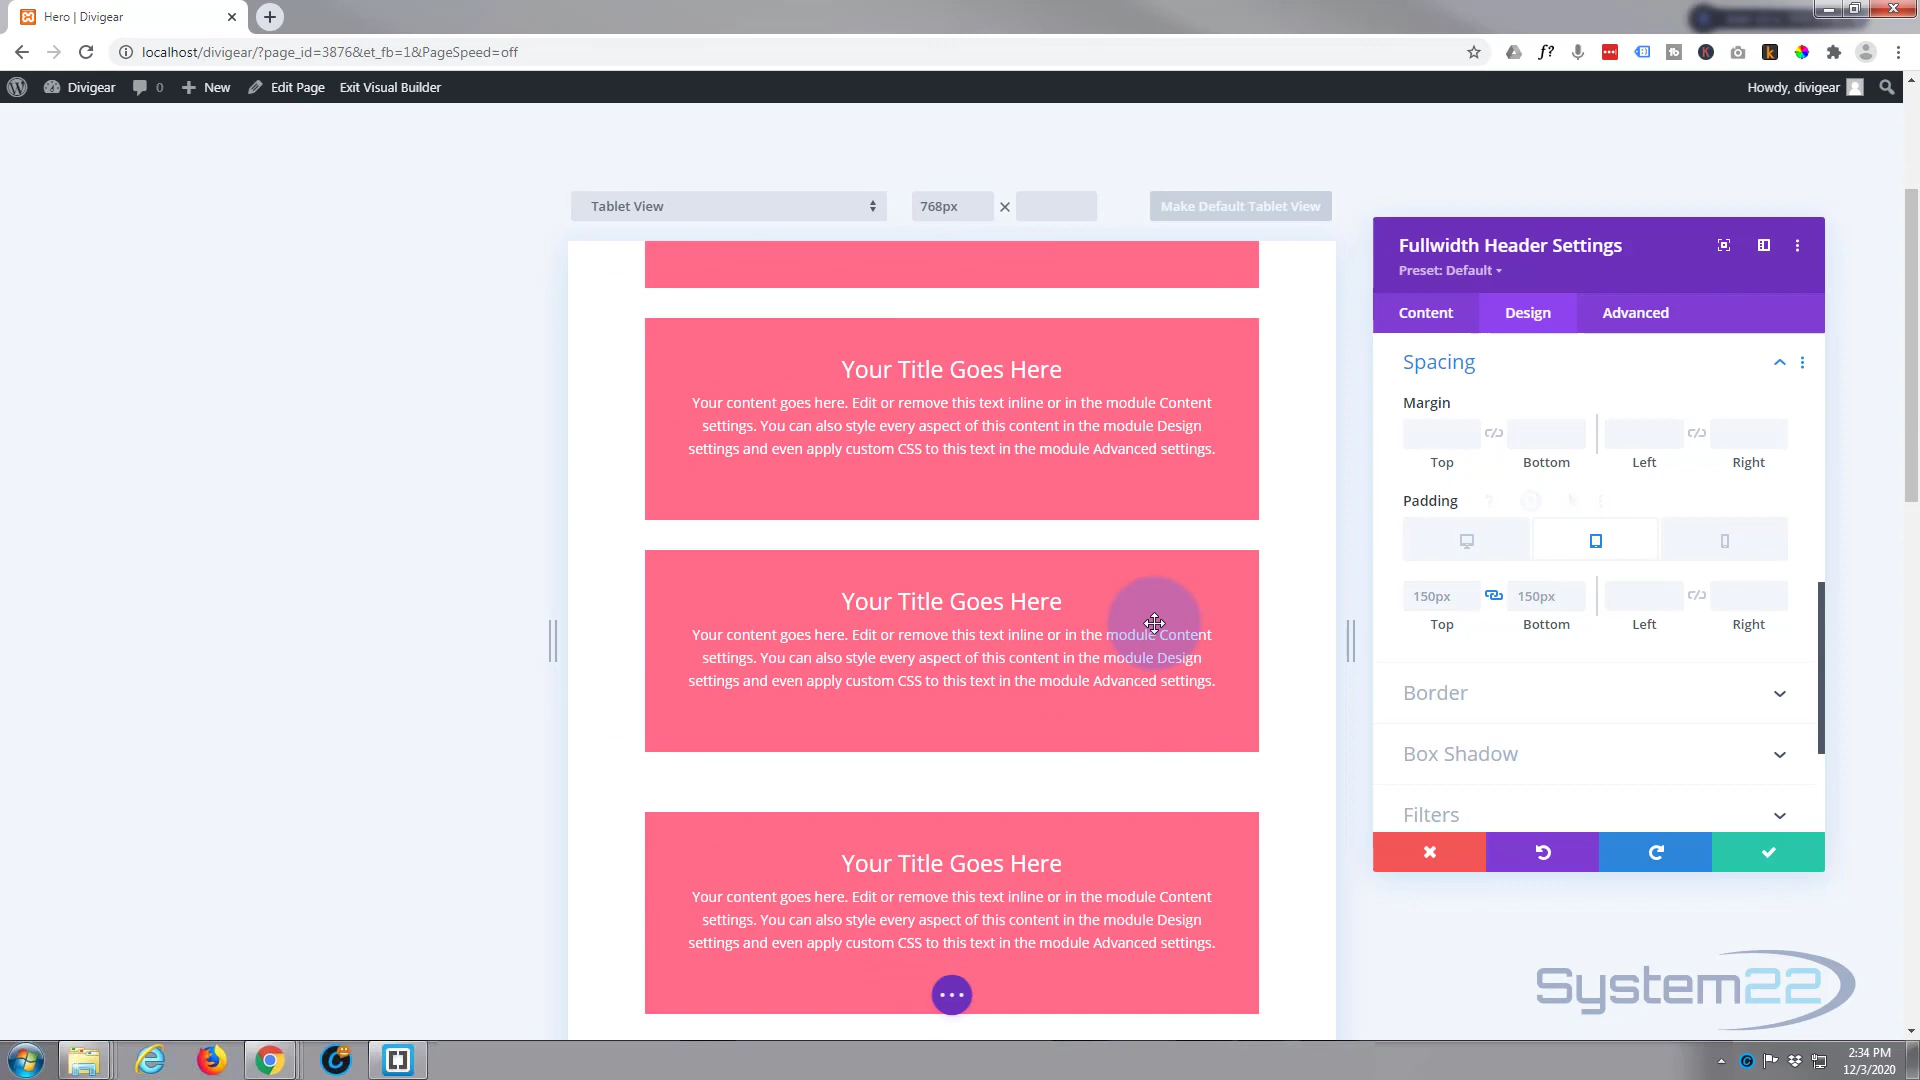 Hero | Divigear
localhost/divigear/?page_id=3876&et_fb=1&PageSpeed=off
Divigear 0 New Edit Page Exit Visual Builder Howdy, divigear
Tablet View 768px Make Default Tablet View
Fullwidth Header Settings
Preset: Default
Content Design Advanced
Your Title Goes Here
Your content goes here. Edit or remove this text inline or in the module Content
settings. You can also style every aspect of this content in the module Design
settings and even apply custom CSS to this text in the module Advanced settings.
Your Title Goes Here
Your content goes here. Edit or remove this text inline or in the module Content
settings. You can also style every aspect of this content in the module Design
settings and even apply custom CSS to this text in the module Advanced settings.
Your Title Goes Here
Your content goes here. Edit or remove this text inline or in the module Content
settings. You can also style every aspect of this content in the module Design
settings and even apply custom CSS to this text in the module Advanced settings.
Spacing
Margin
Top Bottom Left Right
Padding
150px 150px
Top Bottom Left Right
Border
Box Shadow
Filters
System22
2:34 PM
12/3/2020